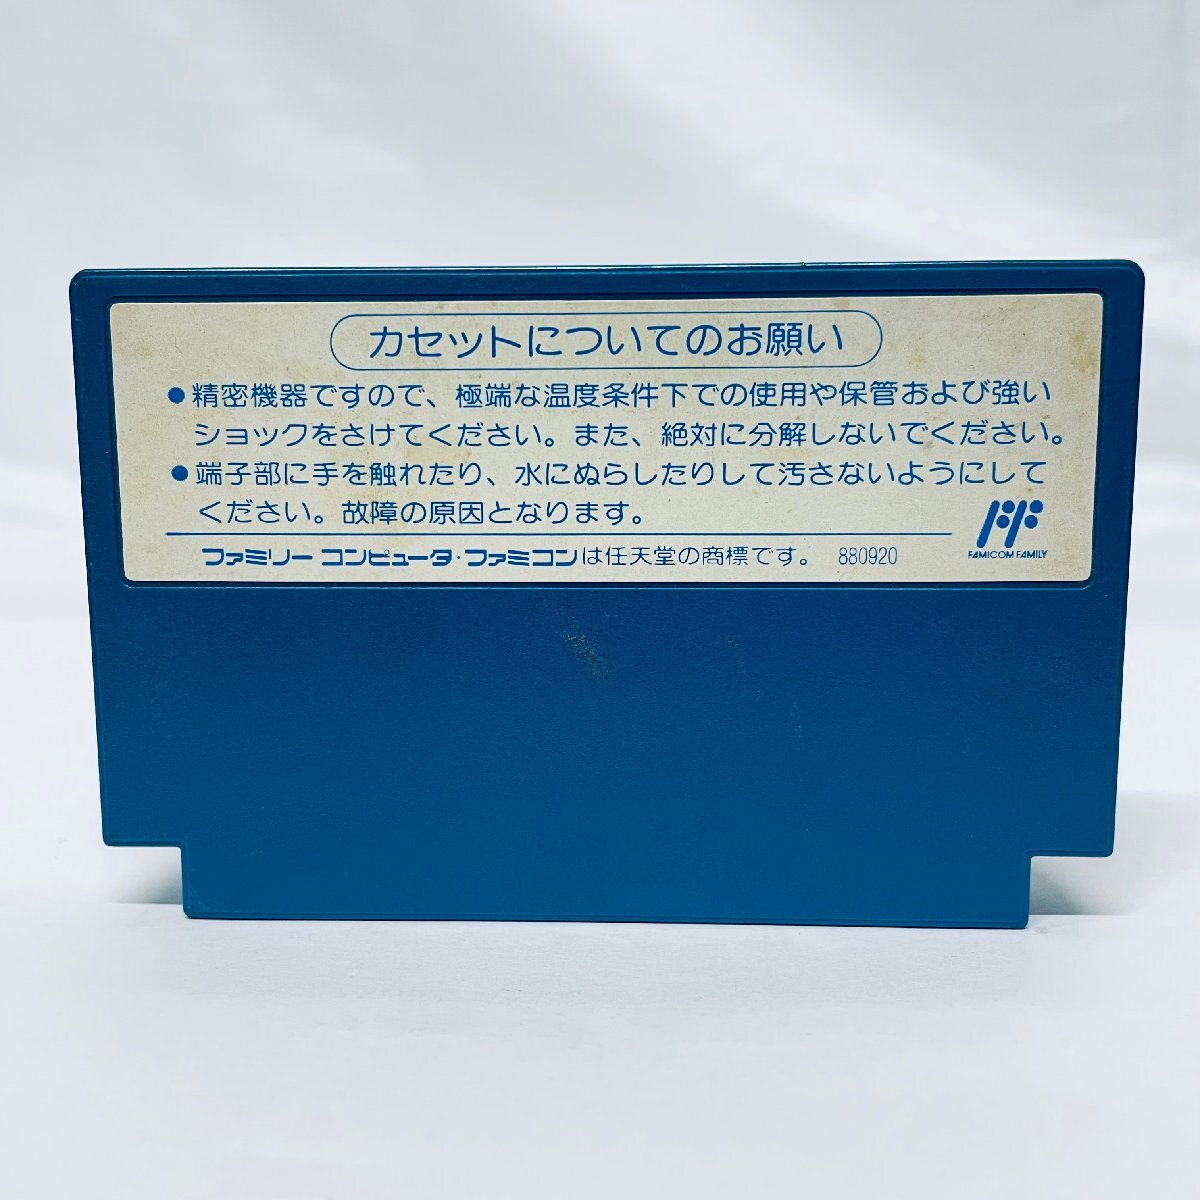 カセットについてのお願い
●精密機器ですので、極端な温度条件下での使用や保管および強い
ショックをさけてください。また、絶対に分解しないでください。
●端子部に手を触れたり、水にぬらしたりして汚さないようにして
ください。故障の原因となります。
FAMICOM FAMILY
ファミリー コンピュータ・ファミコンは任天堂の商標です。 880920